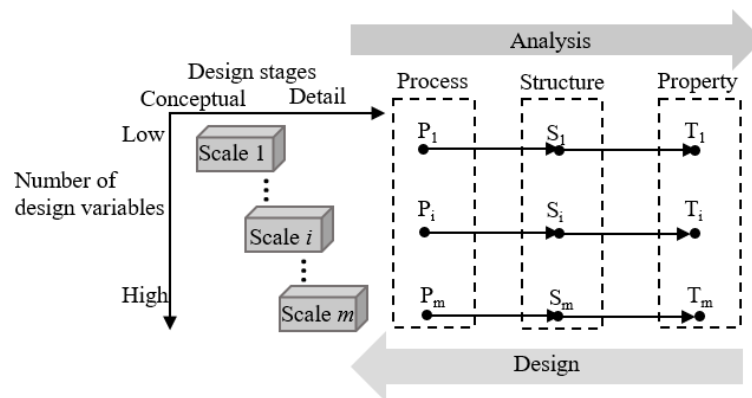 Analysis
Design stages
Conceptual
Detail
Process
Structure
Property
Low
Number of
design variables
High
Scale 1
Scale i
Scale m
P1
S1
T1
Pi
Si
Ti
Pm
Sm
Tm
Design